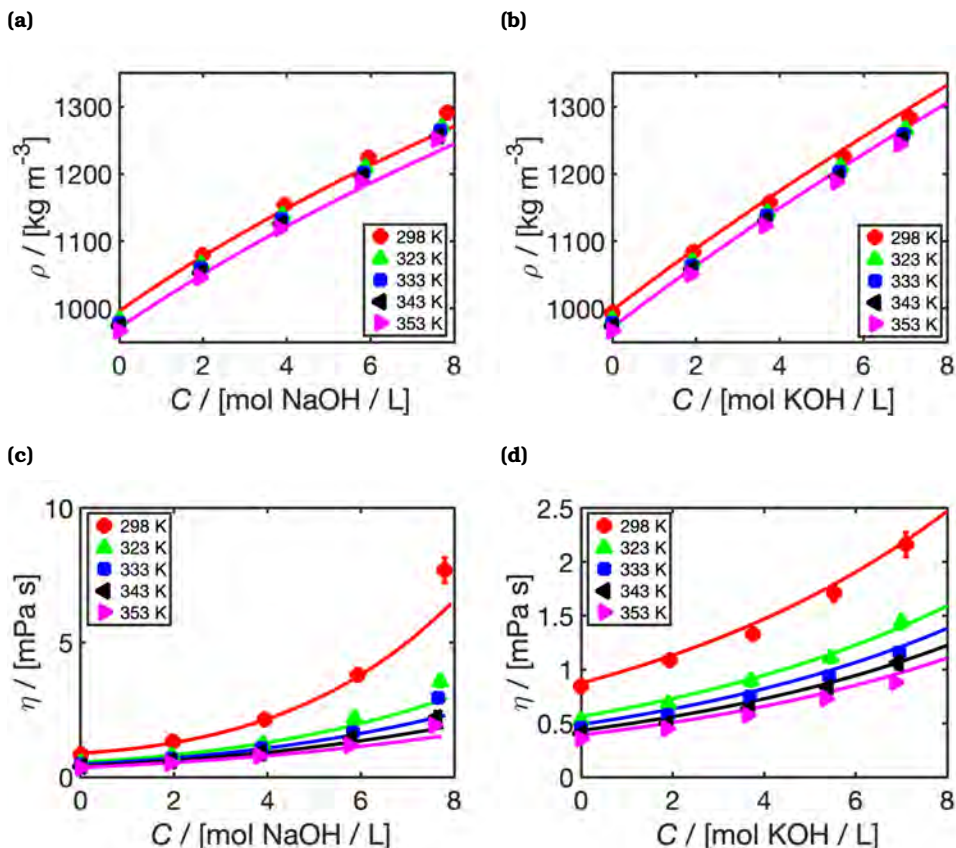 (a)
ρ / [kg m⁻³]
1300
1200
1100
1000
298 K
323 K
333 K
343 K
353 K
0 2 4 6 8
C / [mol NaOH / L]
(b)
ρ / [kg m⁻³]
1300
1200
1100
1000
298 K
323 K
333 K
343 K
353 K
0 2 4 6 8
C / [mol KOH / L]
(c)
η / [mPa s]
10
5
0
298 K
323 K
333 K
343 K
353 K
0 2 4 6 8
C / [mol NaOH / L]
(d)
η / [mPa s]
2.5
2
1.5
1
0.5
0
298 K
323 K
333 K
343 K
353 K
0 2 4 6 8
C / [mol KOH / L]